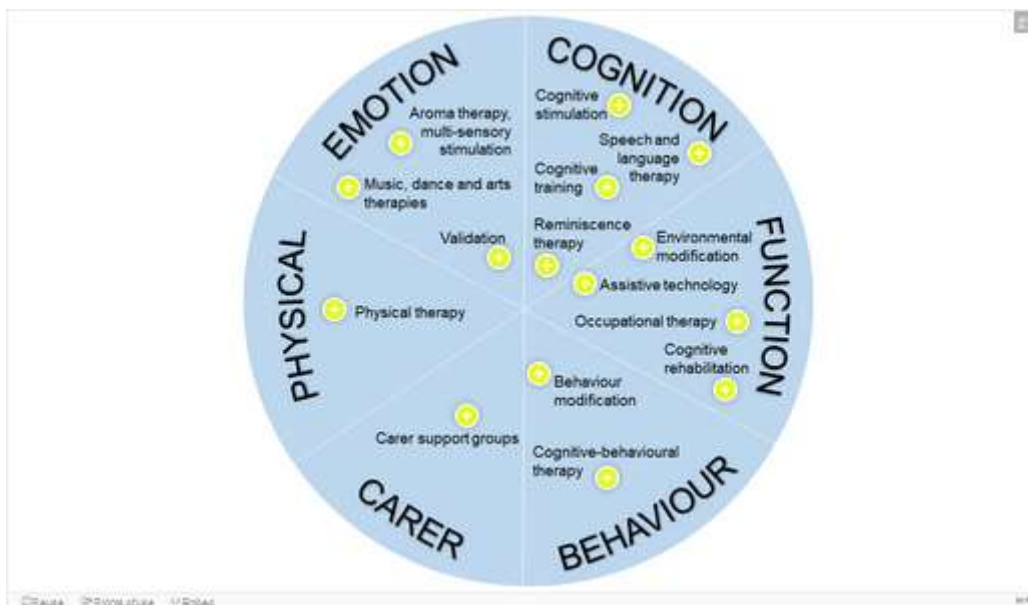 EMOTION
Aroma therapy,
multi-sensory
stimulation
Music, dance and arts
therapies
Validation
COGNITION
Cognitive
stimulation
Speech and
language
therapy
Cognitive
training
Reminiscence
therapy
FUNCTION
Environmental
modification
Assistive technology
Occupational therapy
Cognitive
rehabilitation
PHYSICAL
Physical therapy
CARER
Carer support groups
BEHAVIOUR
Behaviour
modification
Cognitive-behavioural
therapy